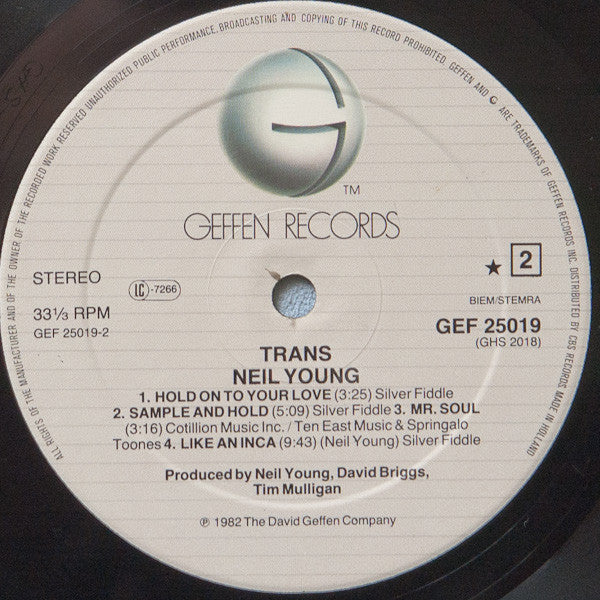 ALL RIGHTS OF THE MANUFACTURER AND OF THE OWNER OF THE RECORDED WORK RESERVED UNAUTHORIZED PUBLIC PERFORMANCE, BROADCASTING AND COPYING OF THIS RECORD PROHIBITED. GEFFEN AND G ARE TRADEMARKS OF GEFFEN RECORDS INC. DISTRIBUTED BY CBS RECORDS MADE IN HOLLAND
TM
GEFFEN RECORDS
STEREO
LC -7266
★ 2
33⅓ RPM
GEF 25019-2
BIEM/STEMRA
GEF 25019
(GHS 2018)
TRANS
NEIL YOUNG
1. HOLD ON TO YOUR LOVE (3:25) Silver Fiddle
2. SAMPLE AND HOLD (5:09) Silver Fiddle 3. MR. SOUL
(3:16) Cotillion Music Inc. / Ten East Music & Springalo
Toones 4. LIKE AN INCA (9:43) (Neil Young) Silver Fiddle
Produced by Neil Young, David Briggs,
Tim Mulligan
℗ 1982 The David Geffen Company